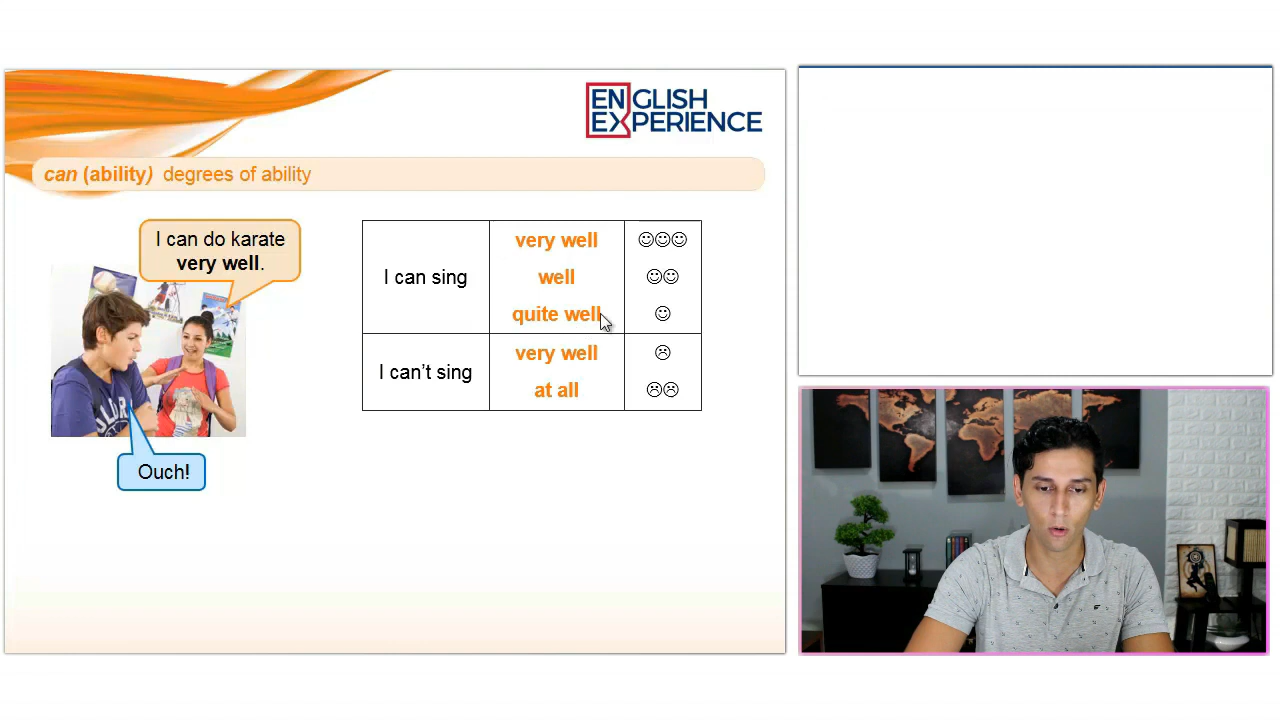 ENGLISH
EXPERIENCE
can (ability) degrees of ability
I can do karate
very well.
Ouch!
I can sing
very well
well
quite well
I can't sing
very well
at all